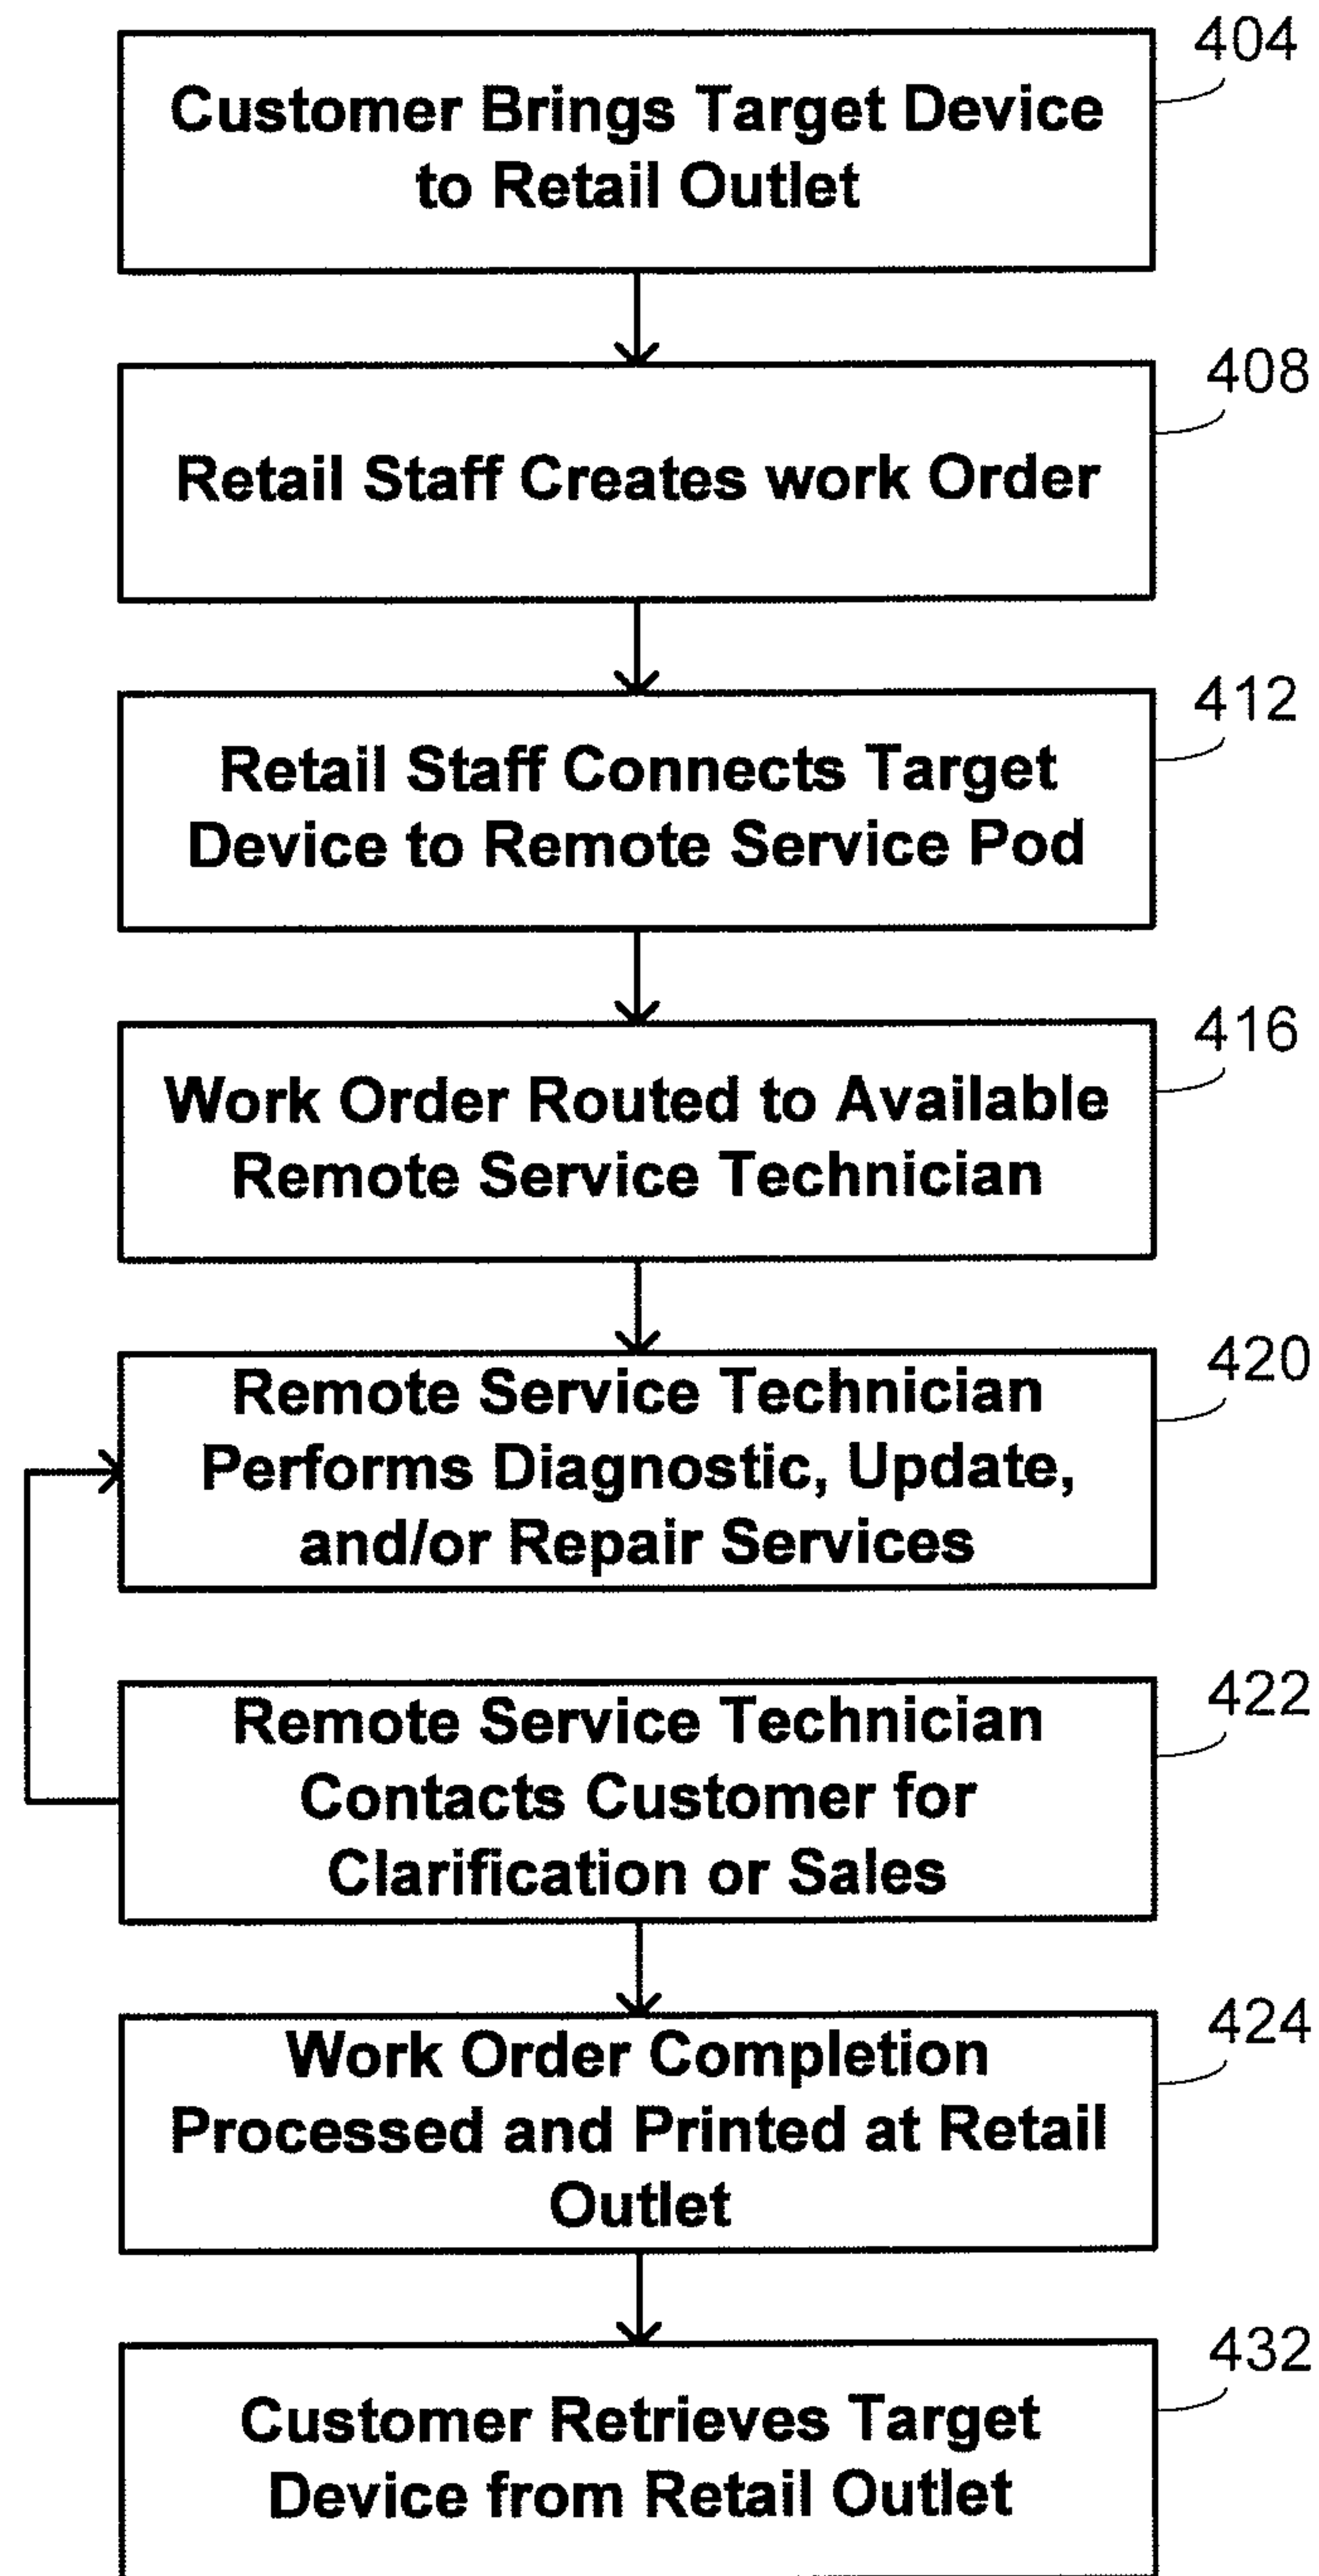 404
Customer Brings Target Device
to Retail Outlet
408
Retail Staff Creates work Order
412
Retail Staff Connects Target
Device to Remote Service Pod
416
Work Order Routed to Available
Remote Service Technician
420
Remote Service Technician
Performs Diagnostic, Update,
and/or Repair Services
422
Remote Service Technician
Contacts Customer for
Clarification or Sales
424
Work Order Completion
Processed and Printed at Retail
Outlet
432
Customer Retrieves Target
Device from Retail Outlet